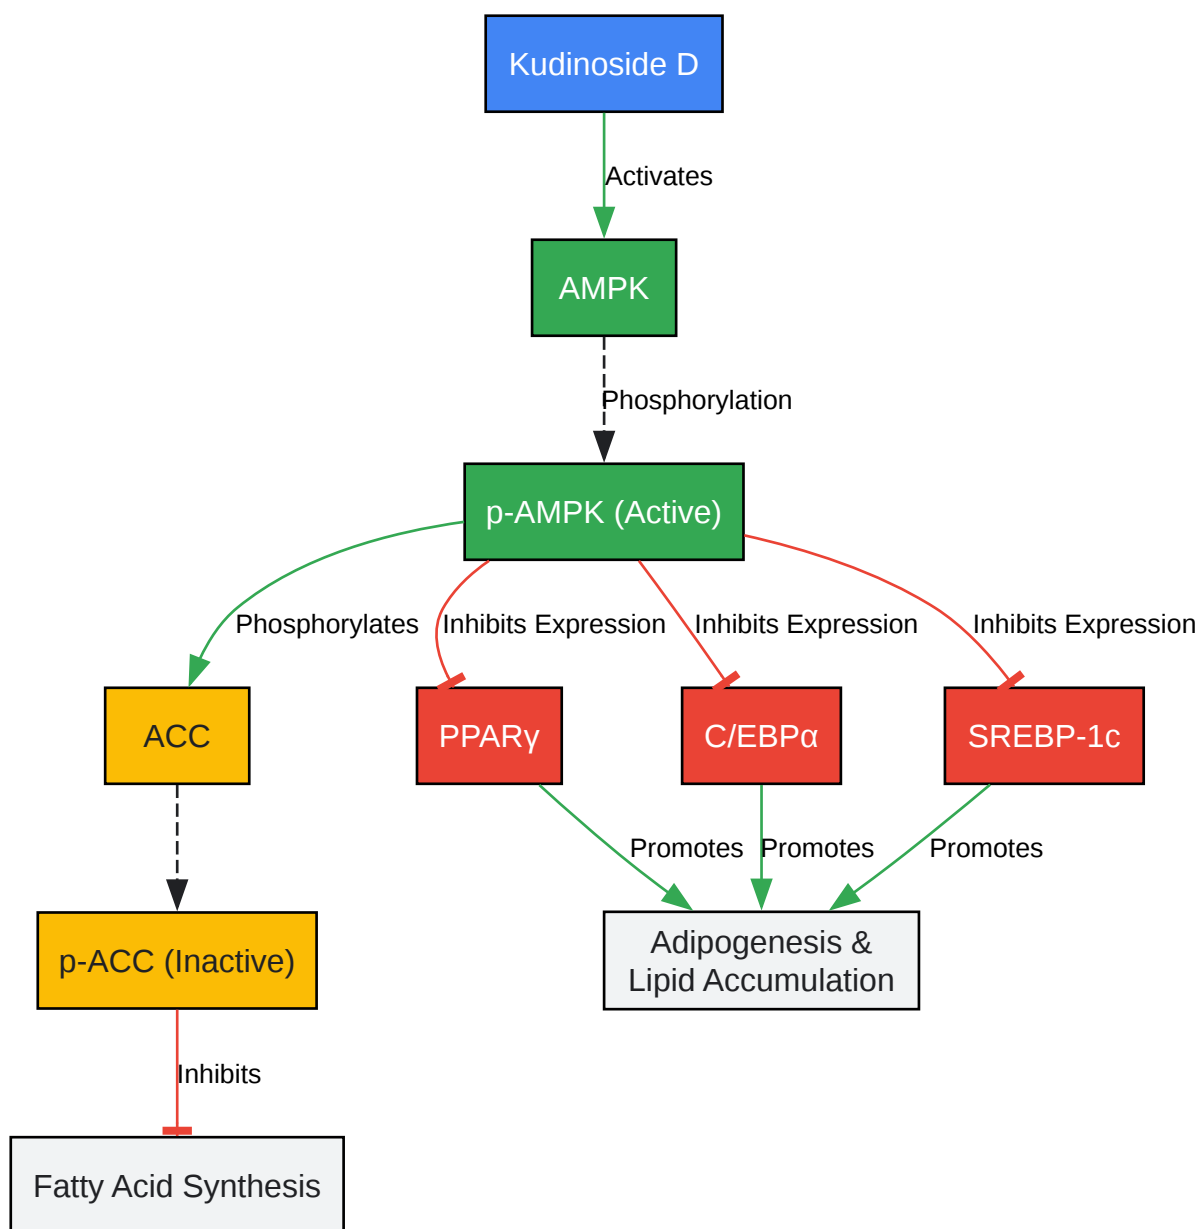 Kudinoside D
Activates
AMPK
Phosphorylation
p-AMPK (Active)
Phosphorylates
Inhibits Expression
Inhibits Expression
Inhibits Expression
ACC
PPARγ
C/EBPα
SREBP-1c
Promotes
Promotes
Promotes
p-ACC (Inactive)
Adipogenesis &
Lipid Accumulation
Inhibits
Fatty Acid Synthesis